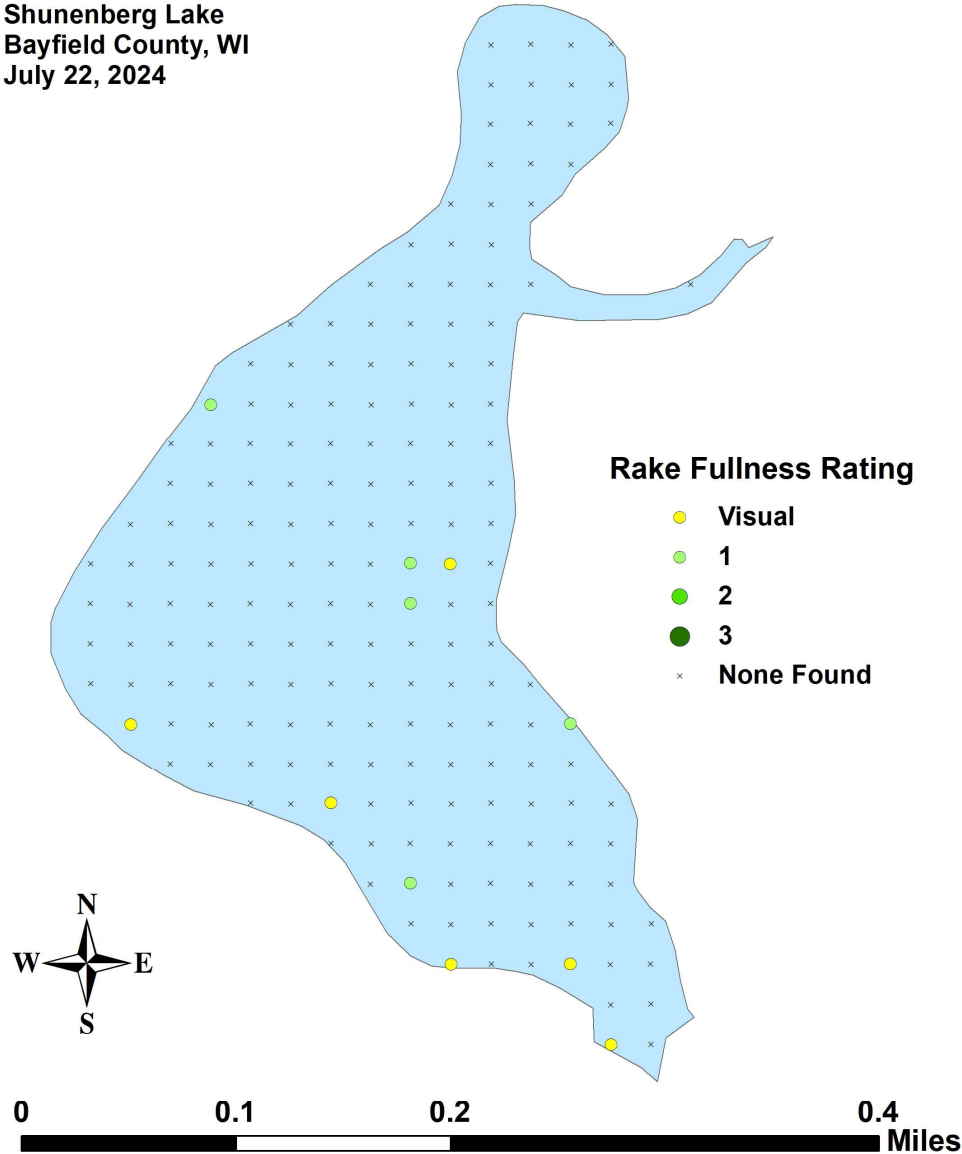 Shunenberg Lake
Bayfield County, WI
July 22, 2024
Rake Fullness Rating
Visual
1
2
3
None Found
N
W E
S
0 0.1 0.2 0.4
Miles